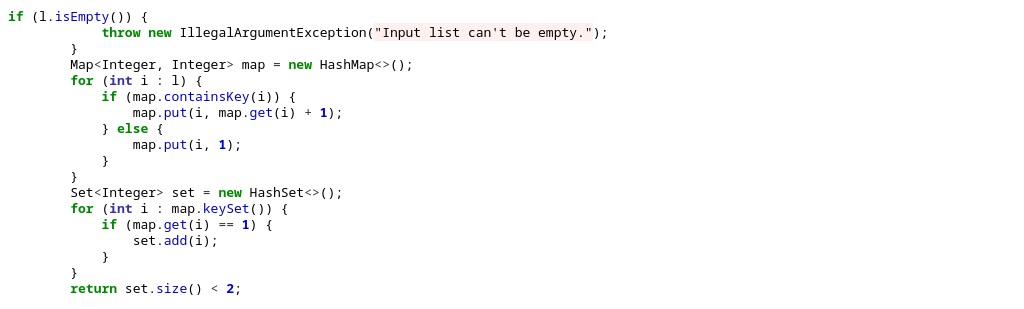 if (l.isEmpty()) {
            throw new IllegalArgumentException("Input list can't be empty.");
        }
        Map<Integer, Integer> map = new HashMap<>();
        for (int i : l) {
            if (map.containsKey(i)) {
                map.put(i, map.get(i) + 1);
            } else {
                map.put(i, 1);
            }
        }
        Set<Integer> set = new HashSet<>();
        for (int i : map.keySet()) {
            if (map.get(i) == 1) {
                set.add(i);
            }
        }
        return set.size() < 2;